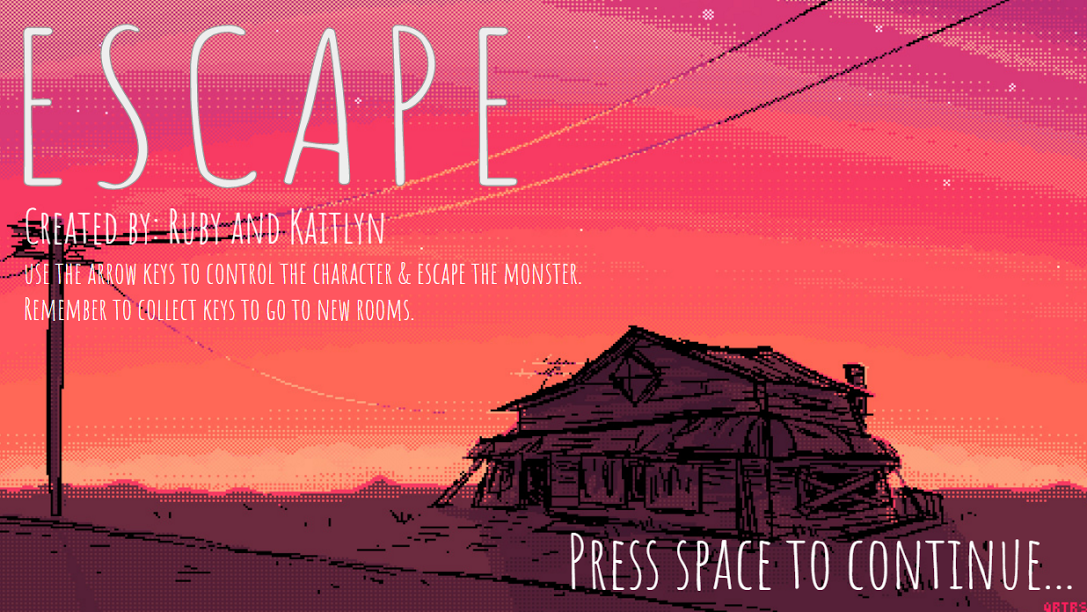 ESCAPE
Created by: Ruby and Kaitlyn
use the arrow keys to control the character & escape the monster.
Remember to collect keys to go to new rooms.
Press space to continue...